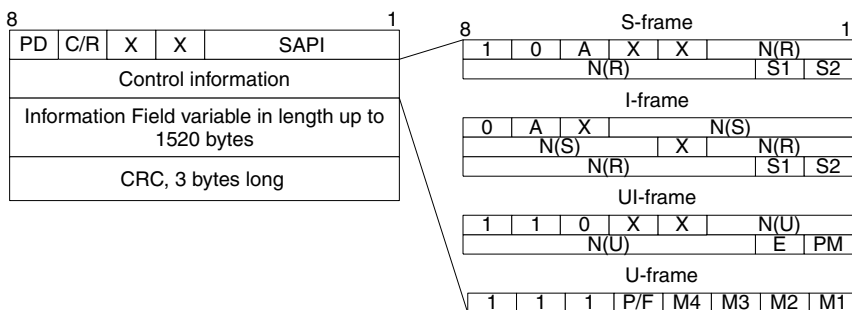 8 1
PD C/R X X SAPI
Control information
Information Field variable in length up to
1520 bytes
CRC, 3 bytes long
S-frame
8 1
1 0 A X X N(R)
N(R) S1 S2
I-frame
0 A X N(S)
N(S) X N(R)
N(R) S1 S2
UI-frame
1 1 0 X X N(U)
N(U) E PM
U-frame
1 1 1 P/F M4 M3 M2 M1